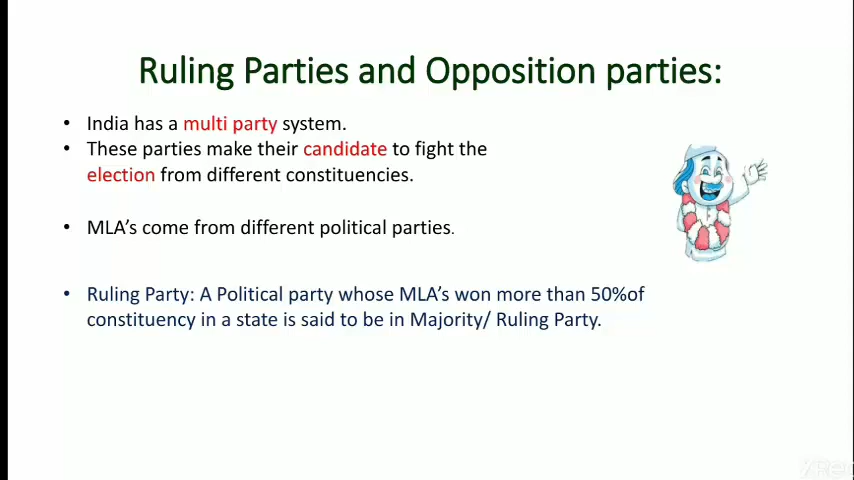 Ruling Parties and Opposition parties:
• India has a multi party system.
• These parties make their candidate to fight the
election from different constituencies.
• MLA's come from different political parties.
• Ruling Party: A Political party whose MLA's won more than 50%of
constituency in a state is said to be in Majority/ Ruling Party.